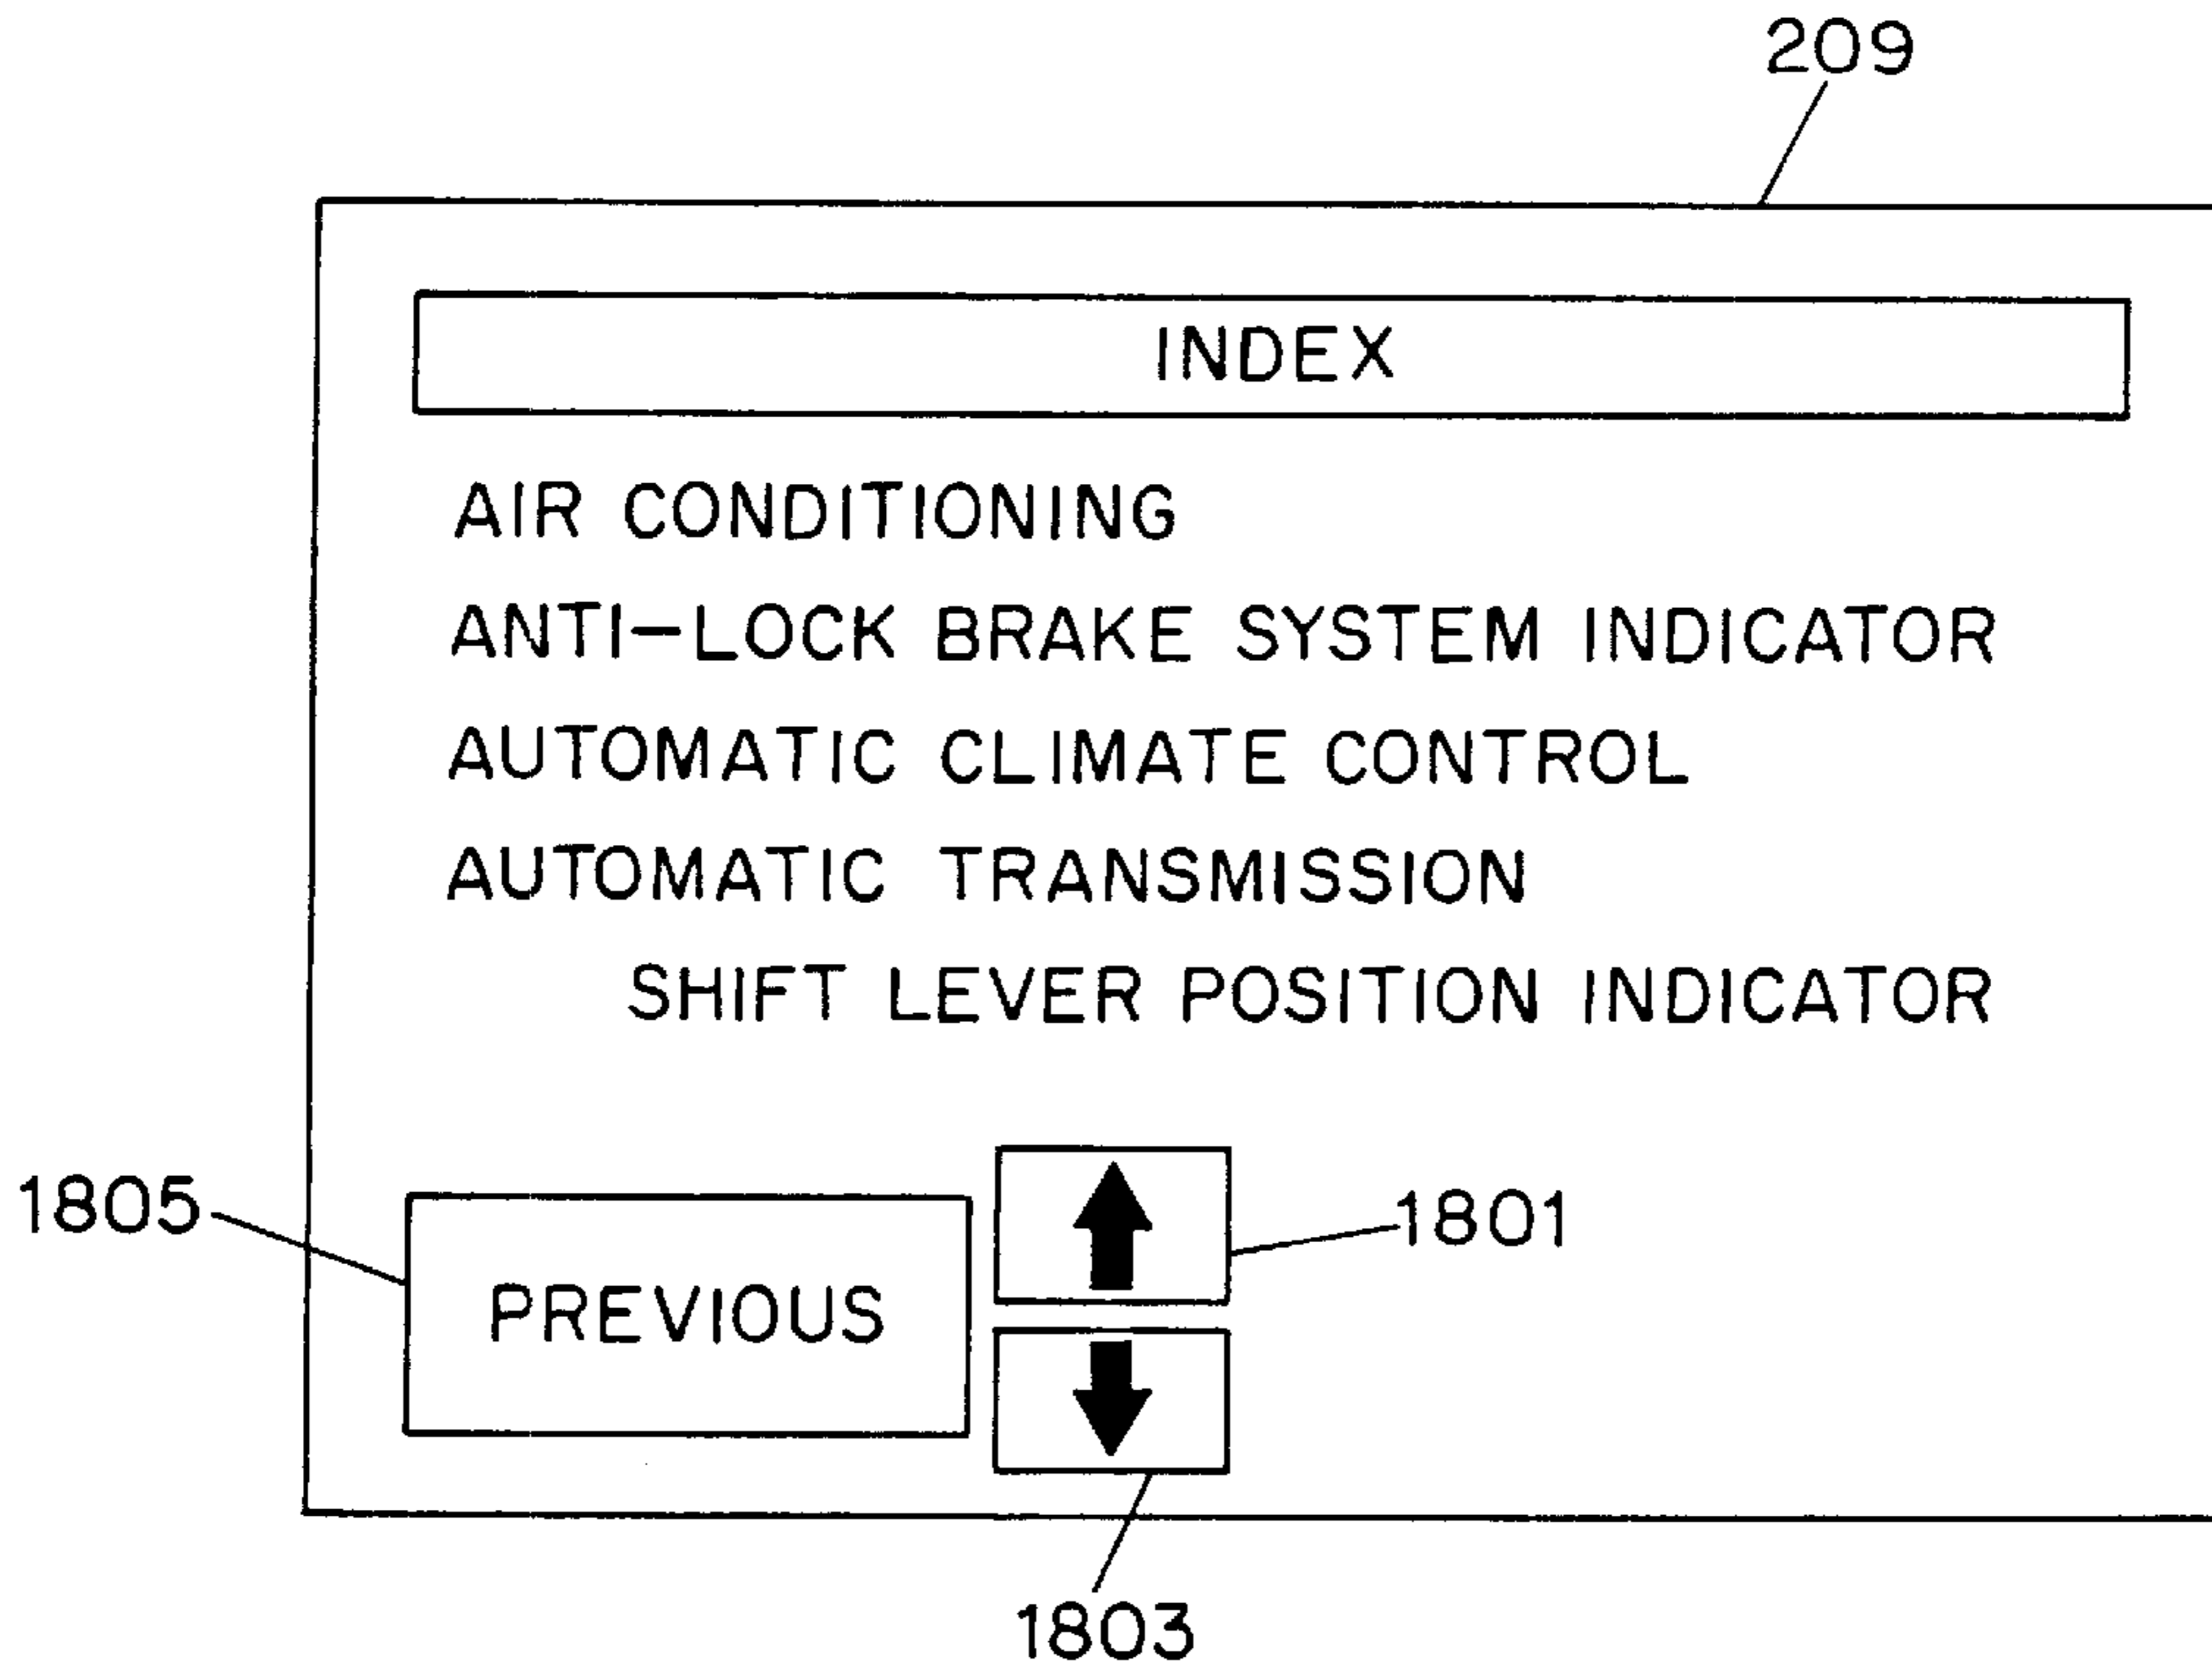 209
INDEX
AIR CONDITIONING
ANTI-LOCK BRAKE SYSTEM INDICATOR
AUTOMATIC CLIMATE CONTROL
AUTOMATIC TRANSMISSION
SHIFT LEVER POSITION INDICATOR
1805
1801
PREVIOUS
1803